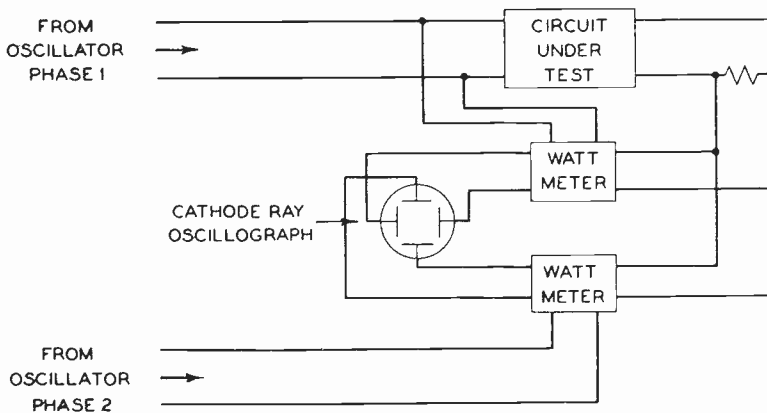 FROM
OSCILLATOR
PHASE 1
CIRCUIT
UNDER
TEST
WATT
METER
CATHODE RAY
OSCILLOGRAPH
WATT
METER
FROM
OSCILLATOR
PHASE 2